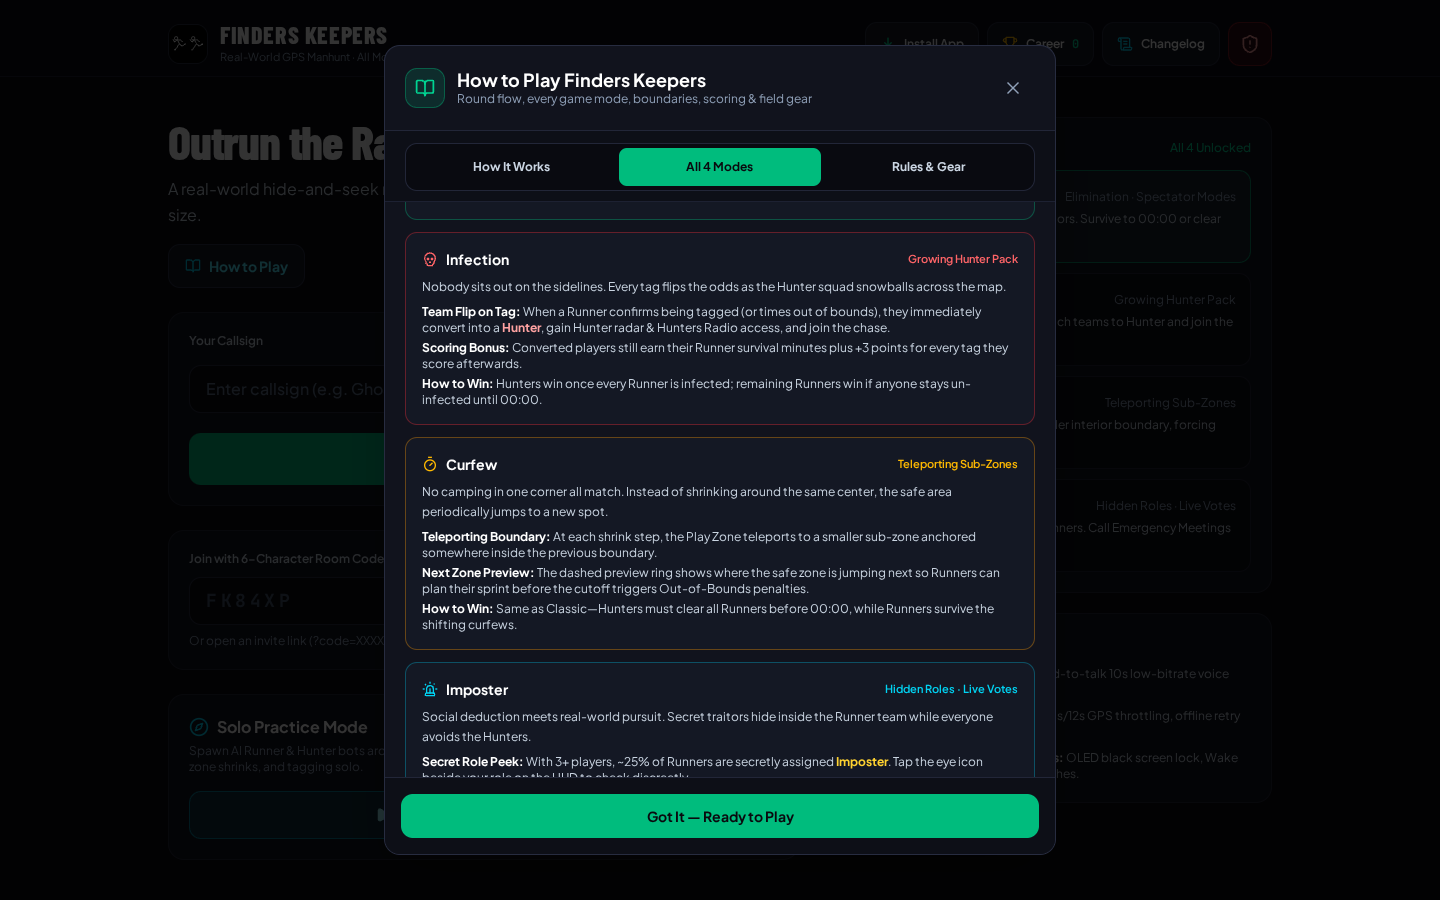 FINDERS KEEPERS
Install App
Career 0
Changelog
How to Play Finders Keepers
Round flow, every game mode, boundaries, scoring & field gear
How It Works
All 4 Modes
Rules & Gear
Infection
Growing Hunter Pack
Nobody sits out on the sidelines. Every tag flips the odds as the Hunter squad snowballs across the map.
Team Flip on Tag: When a Runner confirms being tagged (or times out of bounds), they immediately
convert into a Hunter, gain Hunter radar & Hunters Radio access, and join the chase.
Scoring Bonus: Converted players still earn their Runner survival minutes plus +3 points for every tag they
score afterwards.
How to Win: Hunters win once every Runner is infected; remaining Runners win if anyone stays un-
infected until 00:00.
Curfew
Teleporting Sub-Zones
No camping in one corner all match. Instead of shrinking around the same center, the safe area
periodically jumps to a new spot.
Teleporting Boundary: At each shrink step, the Play Zone teleports to a smaller sub-zone anchored
somewhere inside the previous boundary.
Next Zone Preview: The dashed preview ring shows where the safe zone is jumping next so Runners can
plan their sprint before the cutoff triggers Out-of-Bounds penalties.
How to Win: Same as Classic—Hunters must clear all Runners before 00:00, while Runners survive the
shifting curfews.
Imposter
Hidden Roles · Live Votes
Social deduction meets real-world pursuit. Secret traitors hide inside the Runner team while everyone
avoids the Hunters.
Secret Role Peek: With 3+ players, ~25% of Runners are secretly assigned Imposter. Tap the eye icon
beside your role on the HUD to check discreetly.
Got It — Ready to Play
Real-World GPS Manhunt · All Mo
Outrun the Ra
A real-world hide-and-seek
size.
How to Play
Your Callsign
Enter callsign (e.g. Gho
Join with 6-Character Room Code
FK84XP
Or open an invite link (?code=XXXX
Solo Practice Mode
Spawn AI Runner & Hunter bots
zone shrinks, and tagging solo.
All 4 Unlocked
Elimination · Spectator Modes
ors. Survive to 00:00 or clear
Growing Hunter Pack
ch teams to Hunter and join the
Teleporting Sub-Zones
ler interior boundary, forcing
Hidden Roles · Live Votes
nners. Call Emergency Meetings
d-to-talk 10s low-bitrate voice
s/12s GPS throttling, offline retry
s: OLED black screen lock, Wake
hes.